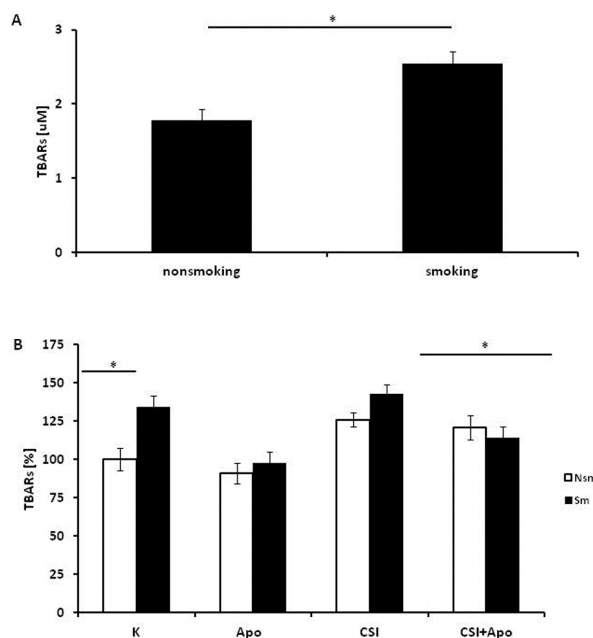 A
*
3
2
1
0
TBARs [uM]
nonsmoking smoking
B
175
150
125
100
75
50
25
0
TBARs [%]
*
*
Nsm
Sm
K Apo CSI CSI+Apo